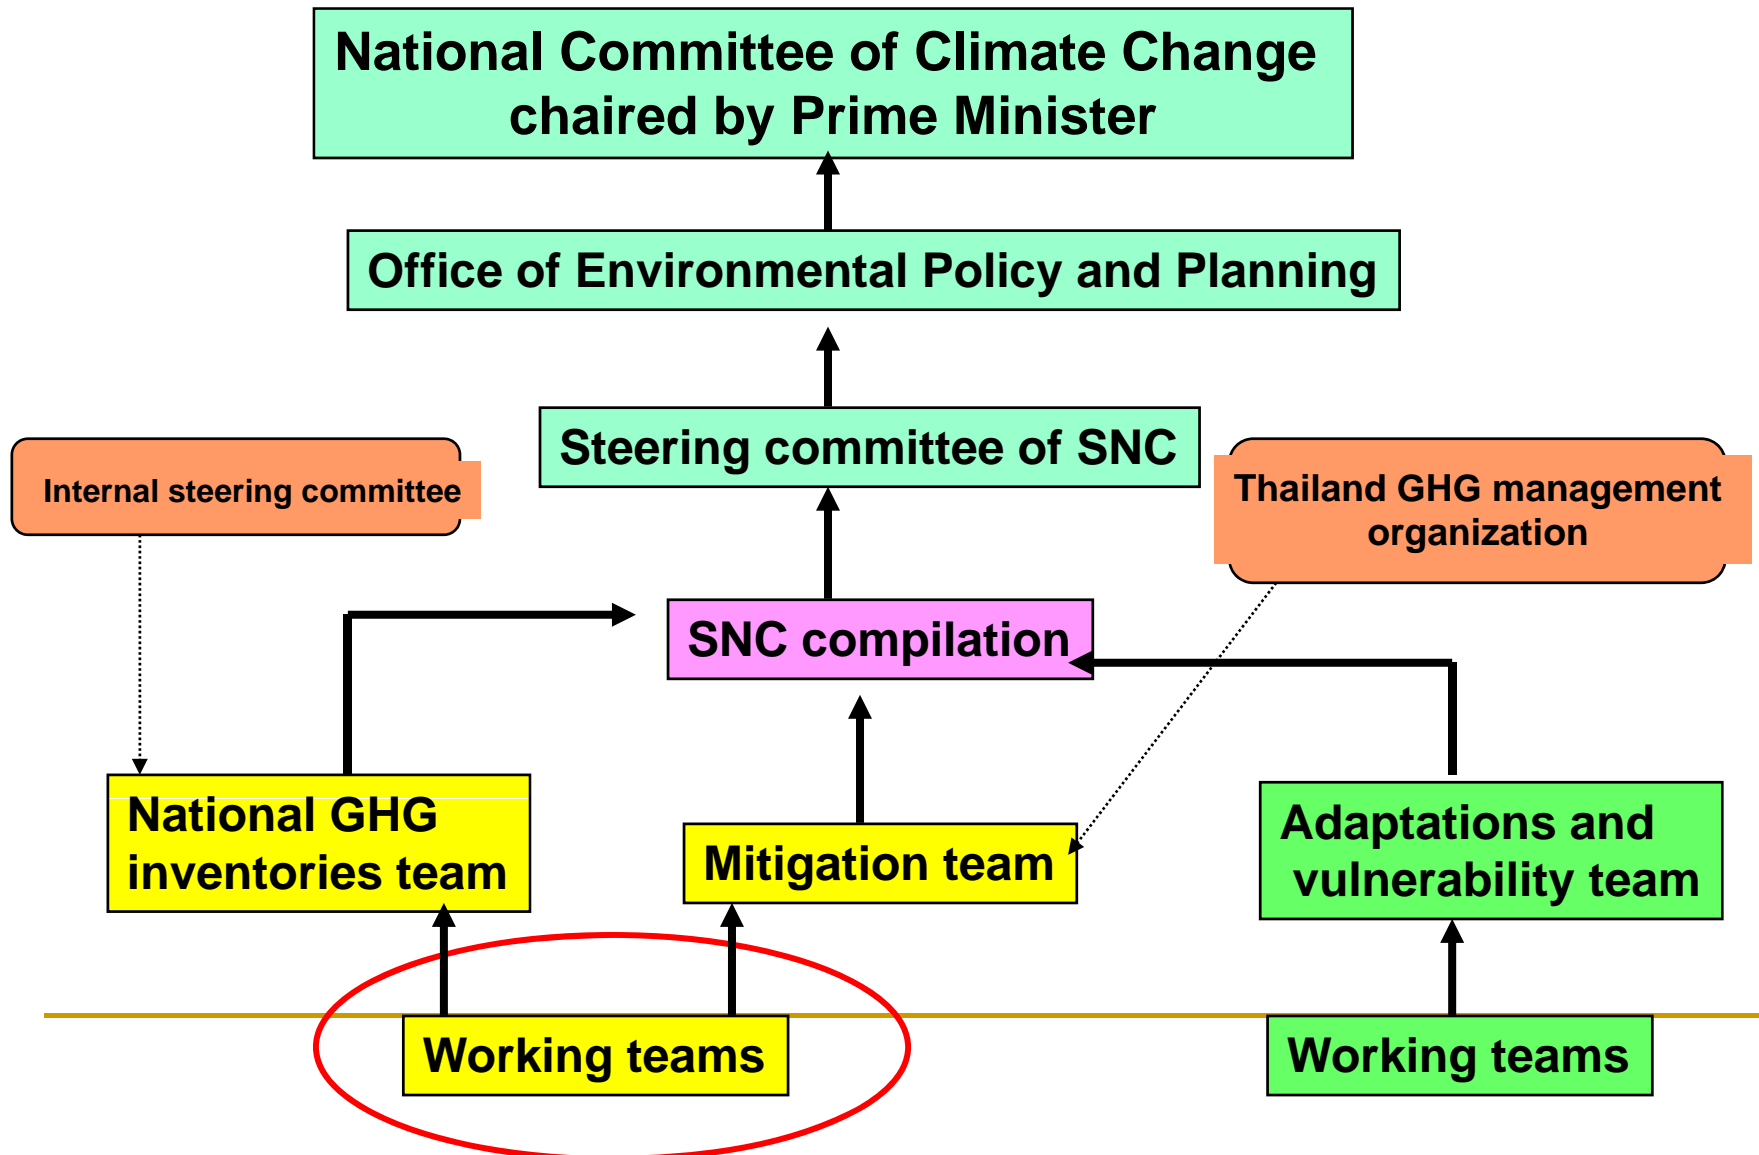 National Committee of Climate Change
chaired by Prime Minister
Office of Environmental Policy and Planning
Steering committee of SNC
Internal steering committee
Thailand GHG management
organization
SNC compilation
National GHG
inventories team
Mitigation team
Adaptations and
vulnerability team
Working teams
Working teams